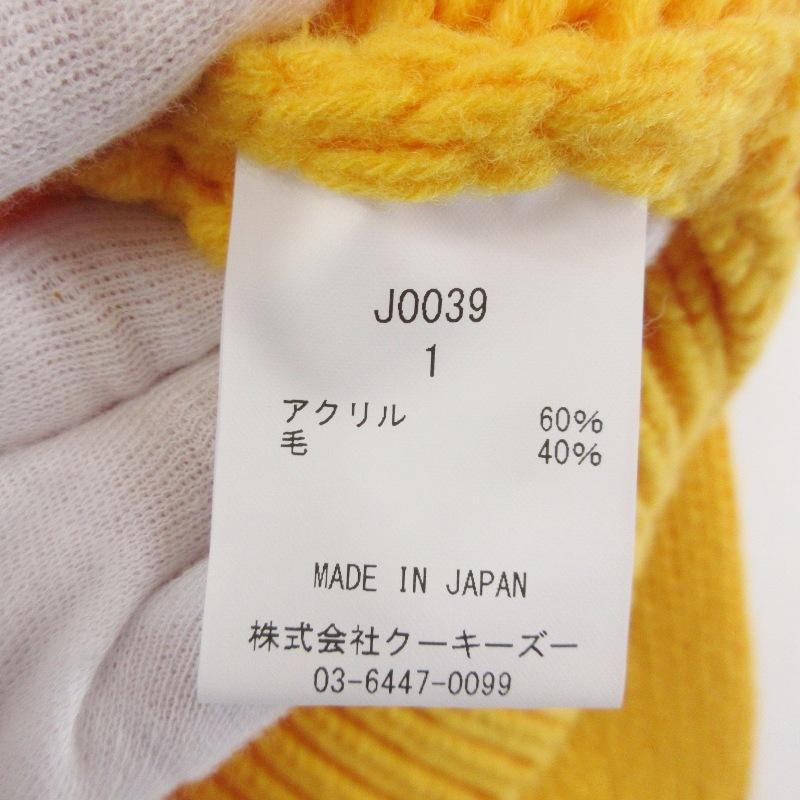 J0039
1
アクリル 60%
毛 40%
MADE IN JAPAN
株式会社クーキーズー
03-6447-0099